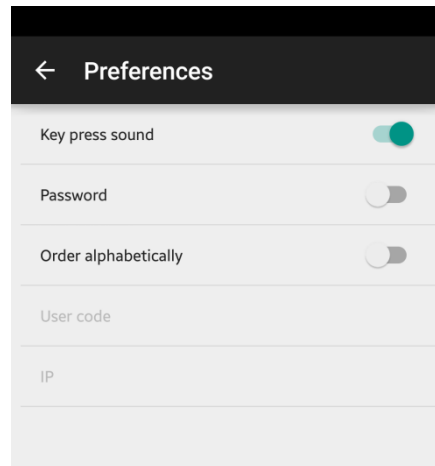 Preferences
Key press sound
Password
Order alphabetically
User code
IP